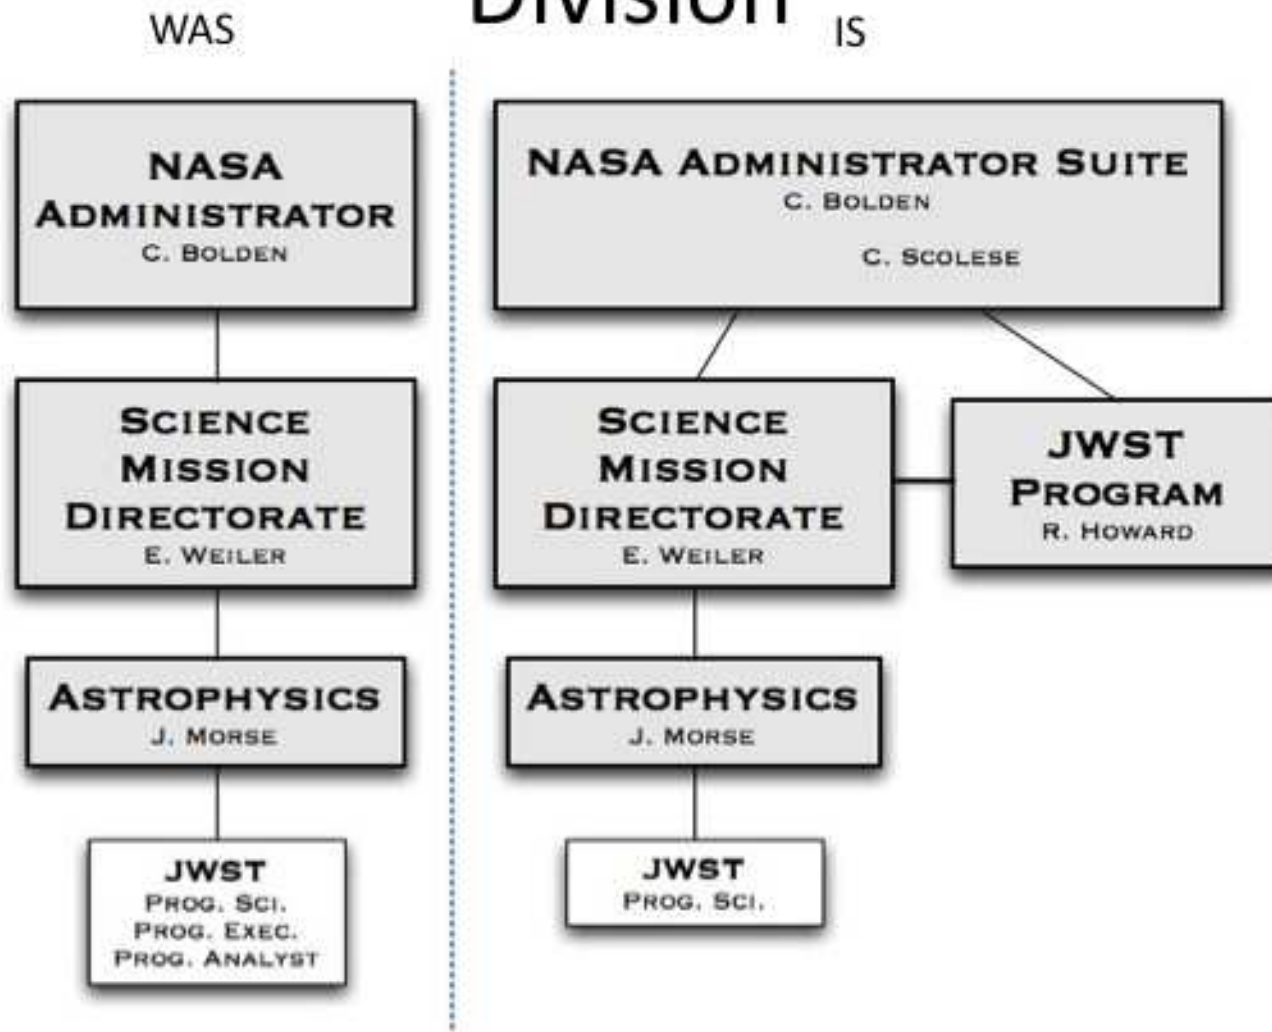 Division
WAS
NASA
ADMINISTRATOR
C. BOLDEN
SCIENCE
MISSION
DIRECTORATE
E. WEILER
ASTROPHYSICS
J. MORSE
JWST
PROG. SCI.
PROG. EXEC.
PROG. ANALYST
IS
NASA ADMINISTRATOR SUITE
C. BOLDEN
C. SCOLESE
SCIENCE
MISSION
DIRECTORATE
E. WEILER
JWST
PROGRAM
R. HOWARD
ASTROPHYSICS
J. MORSE
JWST
PROG. SCI.